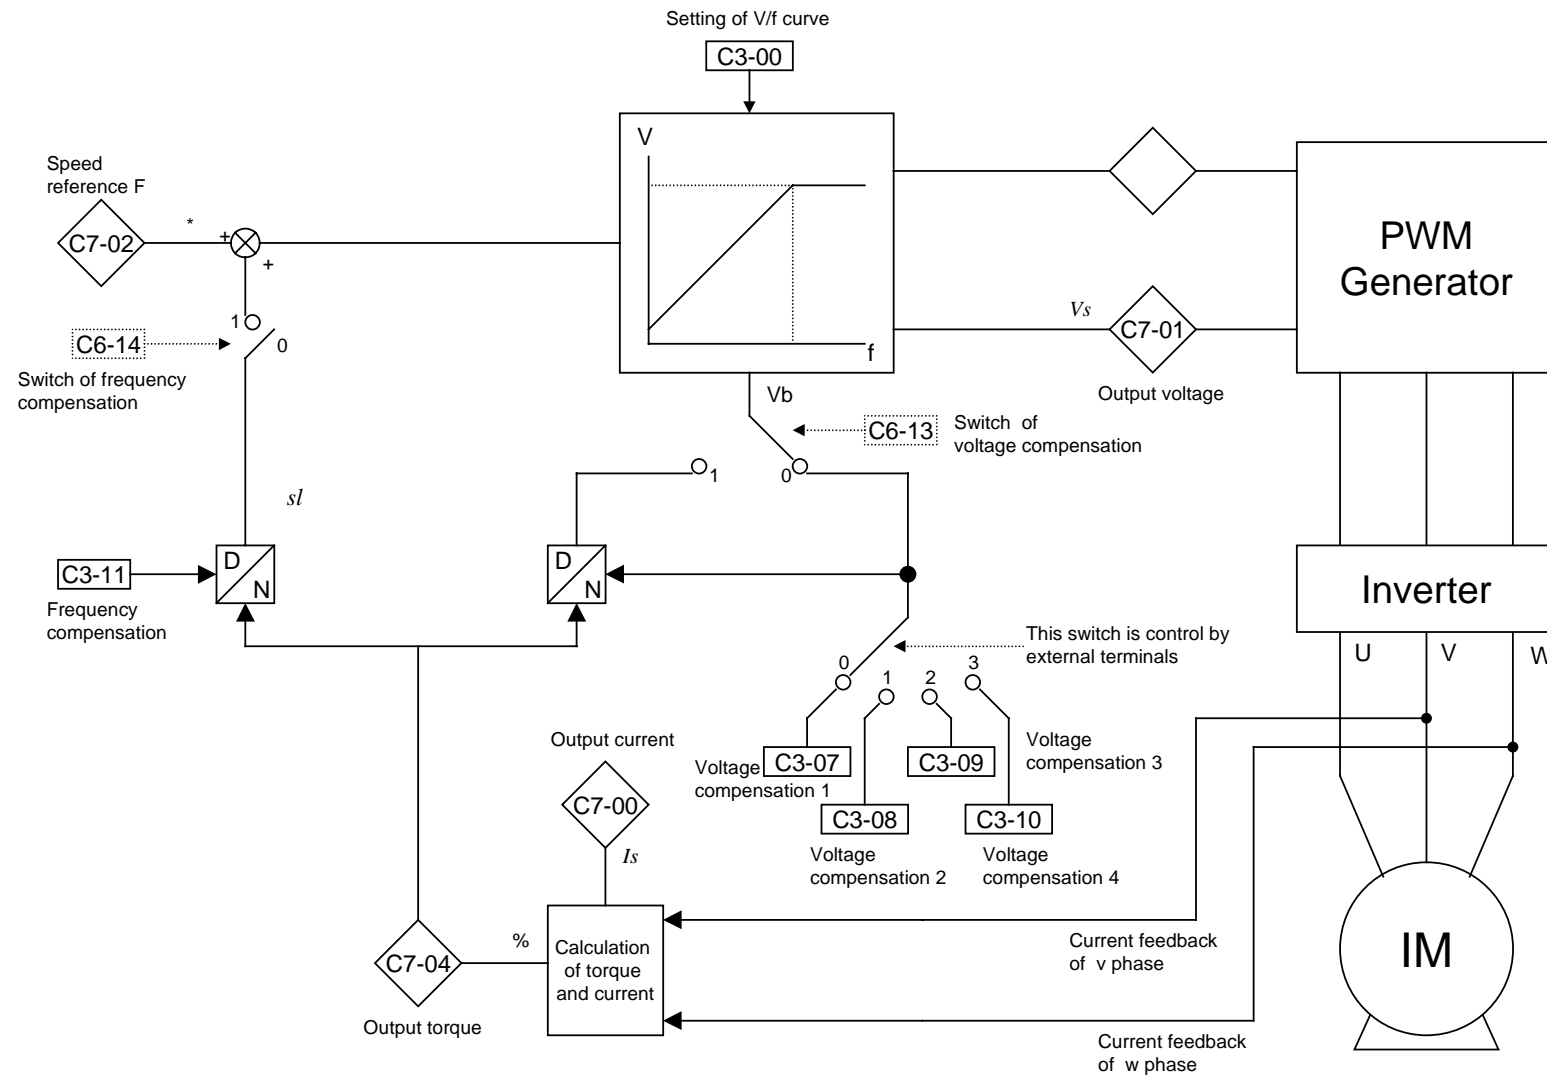 Setting of V/f curve
C3-00
V
f
Speed
reference F
C7-02
*
+
+
PWM
Generator
Vs
C7-01
Output voltage
1
0
C6-14
Switch of frequency
compensation
Vb
C6-13
Switch of
voltage compensation
1
0
sl
D
N
C3-11
Frequency
compensation
D
N
Inverter
U
V
W
This switch is control by
external terminals
0
1
2
3
C3-07
Voltage
compensation 1
C3-09
Voltage
compensation 3
C3-08
Voltage
compensation 2
C3-10
Voltage
compensation 4
Output current
C7-00
Is
C7-04
%
Output torque
Calculation
of torque
and current
Current feedback
of v phase
Current feedback
of w phase
IM